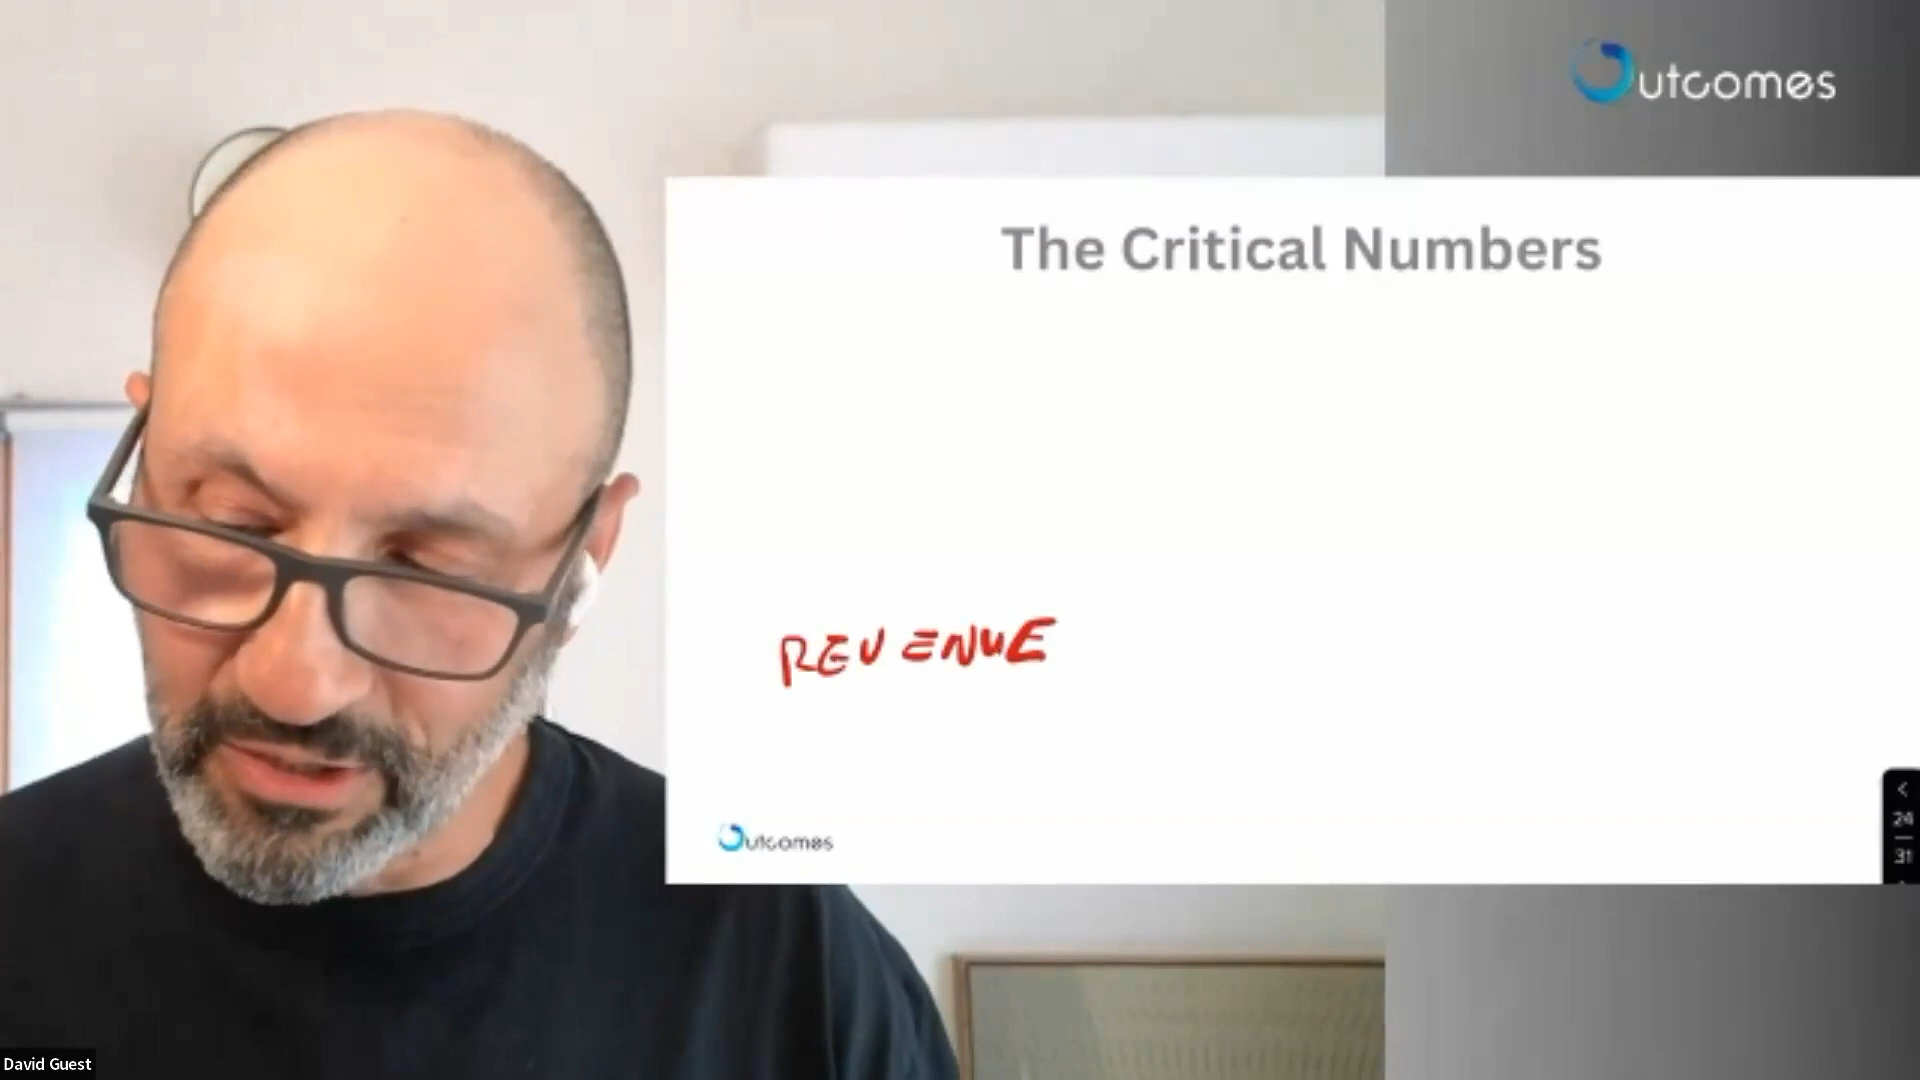 Outcomes
The Critical Numbers
REVENUE
Outcomes
24
31
David Guest